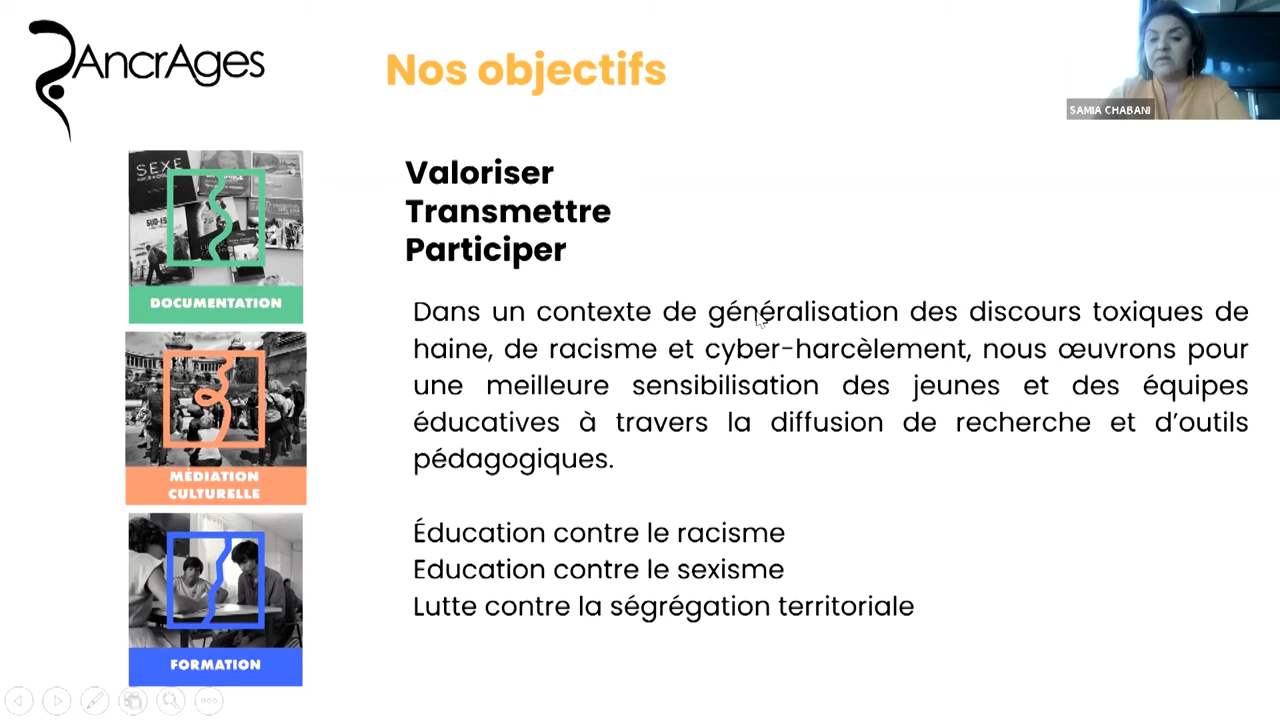 AncrAges
Nos objectifs
SAMIA CHABANI
Valoriser
Transmettre
Participer
SEXE
SUD-ES
DOCUMENTATION
MÉDIATION
CULTURELLE
FORMATION
Dans un contexte de généralisation des discours toxiques de
haine, de racisme et cyber-harcèlement, nous œuvrons pour
une meilleure sensibilisation des jeunes et des équipes
éducatives à travers la diffusion de recherche et d’outils
pédagogiques.
Éducation contre le racisme
Education contre le sexisme
Lutte contre la ségrégation territoriale